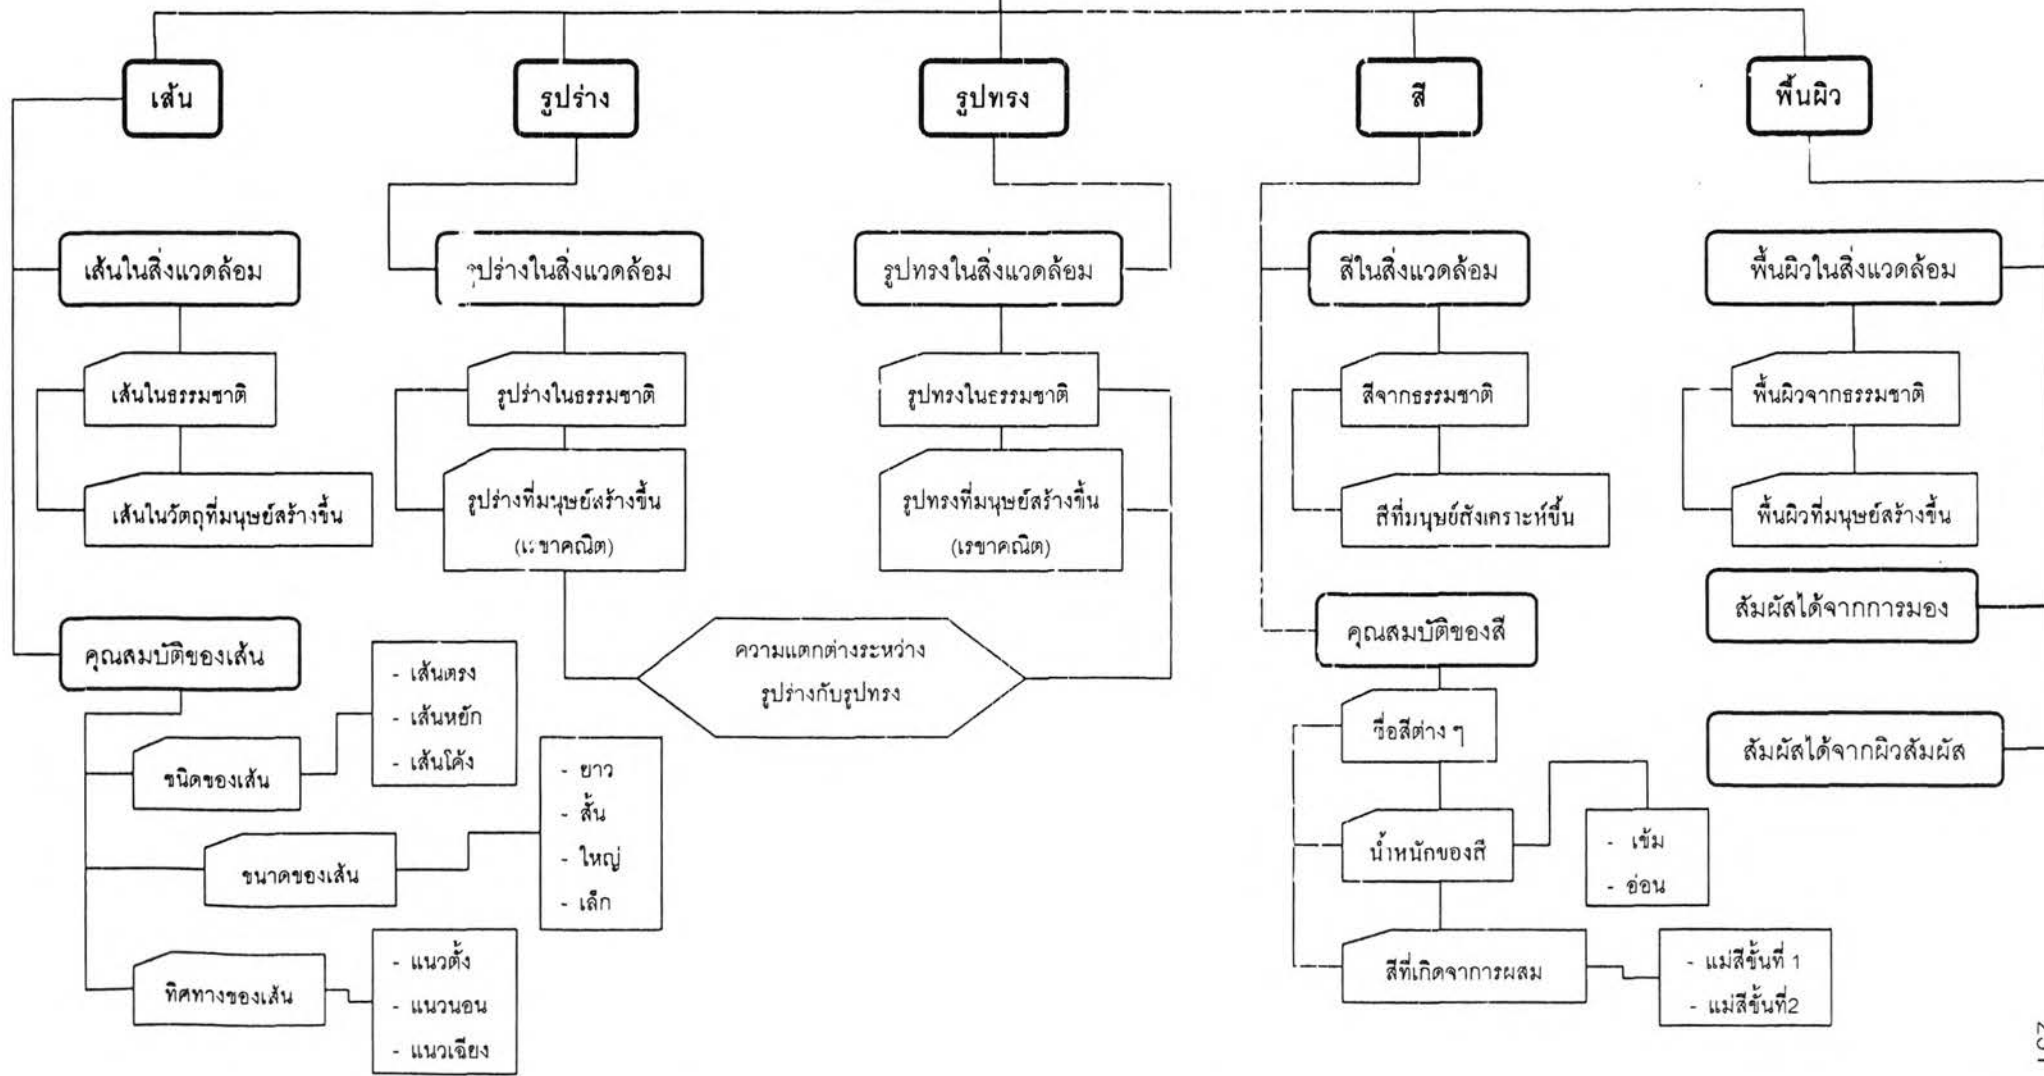 เส้น
รูปร่าง
รูปทรง
สี
พื้นผิว
เส้นในสิ่งแวดล้อม
รูปร่างในสิ่งแวดล้อม
รูปทรงในสิ่งแวดล้อม
สีในสิ่งแวดล้อม
พื้นผิวในสิ่งแวดล้อม
เส้นในธรรมชาติ
รูปร่างในธรรมชาติ
รูปทรงในธรรมชาติ
สีจากธรรมชาติ
พื้นผิวจากธรรมชาติ
เส้นในวัตถุที่มนุษย์สร้างขึ้น
รูปร่างที่มนุษย์สร้างขึ้น
(เรขาคณิต)
รูปทรงที่มนุษย์สร้างขึ้น
(เรขาคณิต)
สีที่มนุษย์สังเคราะห์ขึ้น
พื้นผิวที่มนุษย์สร้างขึ้น
สัมผัสได้จากการมอง
สัมผัสได้จากผิวสัมผัส
คุณสมบัติของเส้น
ความแตกต่างระหว่าง
รูปร่างกับรูปทรง
คุณสมบัติของสี
ชนิดของเส้น
- เส้นตรง
- เส้นหยัก
- เส้นโค้ง
ขนาดของเส้น
- ยาว
- สั้น
- ใหญ่
- เล็ก
ทิศทางของเส้น
- แนวตั้ง
- แนวนอน
- แนวเฉียง
ชื่อสีต่าง ๆ
น้ำหนักของสี
- เข้ม
- อ่อน
สีที่เกิดจาการผสม
- แม่สีขั้นที่ 1
- แม่สีขั้นที่2